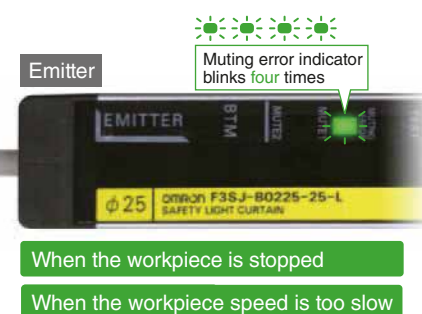 Muting error indicator
blinks four times
Emitter
EMITTER
BTM
MUTE2
MUTE1
φ25
omron F3SJ-B0225-25-L
SAFETY LIGHT CURTAIN
When the workpiece is stopped
When the workpiece speed is too slow